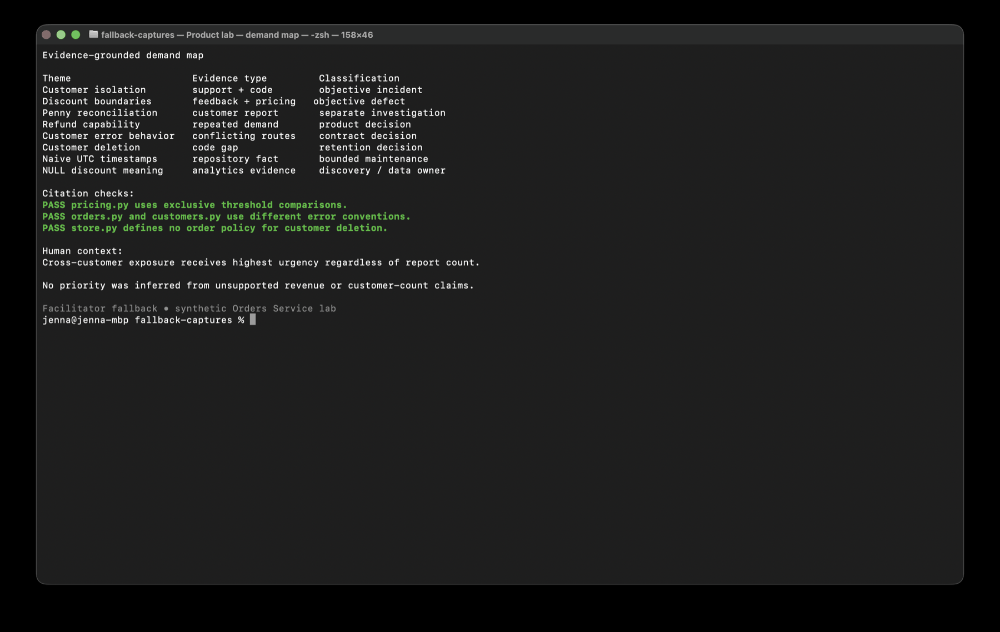 fallback-captures — Product lab — demand map — -zsh — 158×46
Evidence-grounded demand map
Theme Evidence type Classification
Customer isolation support + code objective incident
Discount boundaries feedback + pricing objective defect
Penny reconciliation customer report separate investigation
Refund capability repeated demand product decision
Customer error behavior conflicting routes contract decision
Customer deletion code gap retention decision
Naive UTC timestamps repository fact bounded maintenance
NULL discount meaning analytics evidence discovery / data owner
Citation checks:
PASS pricing.py uses exclusive threshold comparisons.
PASS orders.py and customers.py use different error conventions.
PASS store.py defines no order policy for customer deletion.
Human context:
Cross-customer exposure receives highest urgency regardless of report count.
No priority was inferred from unsupported revenue or customer-count claims.
Facilitator fallback • synthetic Orders Service lab
jenna@jenna-mbp fallback-captures %